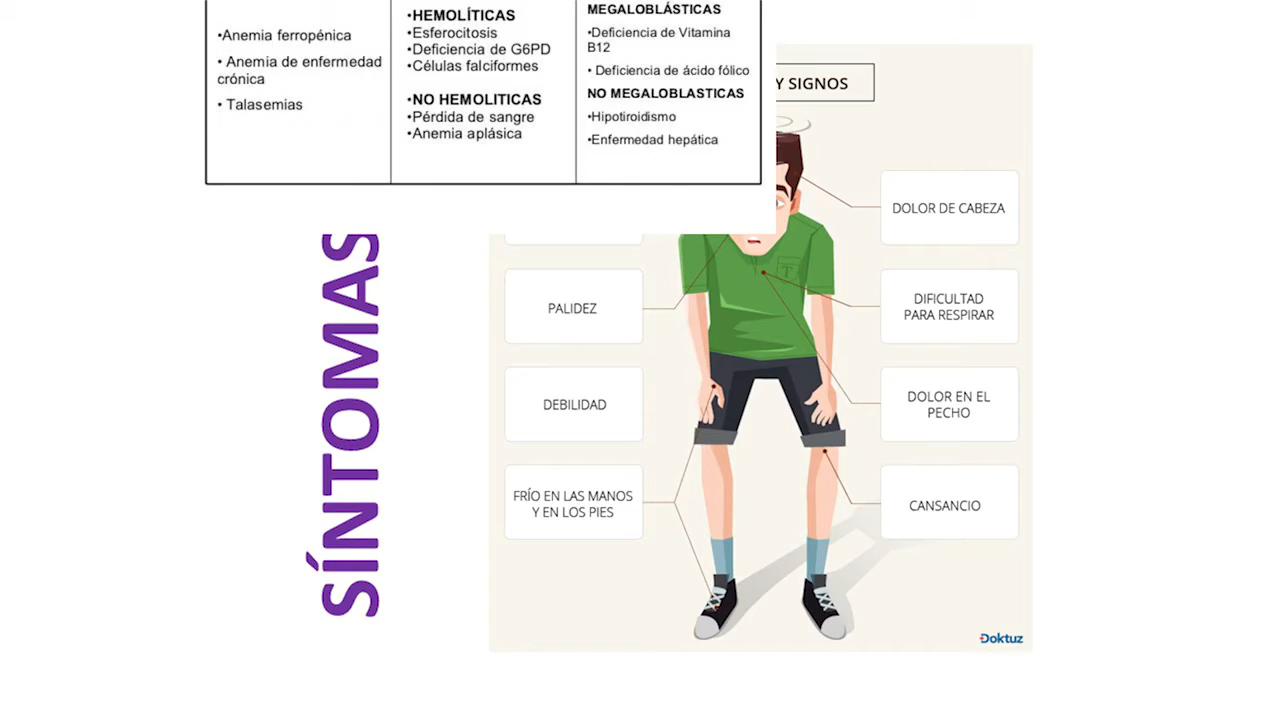 •Anemia ferropénica
• Anemia de enfermedad
crónica
• Talasemias
•HEMOLÍTICAS
•Esferocitosis
•Deficiencia de G6PD
•Células falciformes
•NO HEMOLITICAS
•Pérdida de sangre
•Anemia aplásica
MEGALOBLÁSTICAS
•Deficiencia de Vitamina
B12
• Deficiencia de ácido fólico
NO MEGALOBLASTICAS
•Hipotiroidismo
•Enfermedad hepática
SÍNTOMAS
Y SIGNOS
PALIDEZ
DEBILIDAD
FRÍO EN LAS MANOS
Y EN LOS PIES
DOLOR DE CABEZA
DIFICULTAD
PARA RESPIRAR
DOLOR EN EL
PECHO
CANSANCIO
T
Doktuz